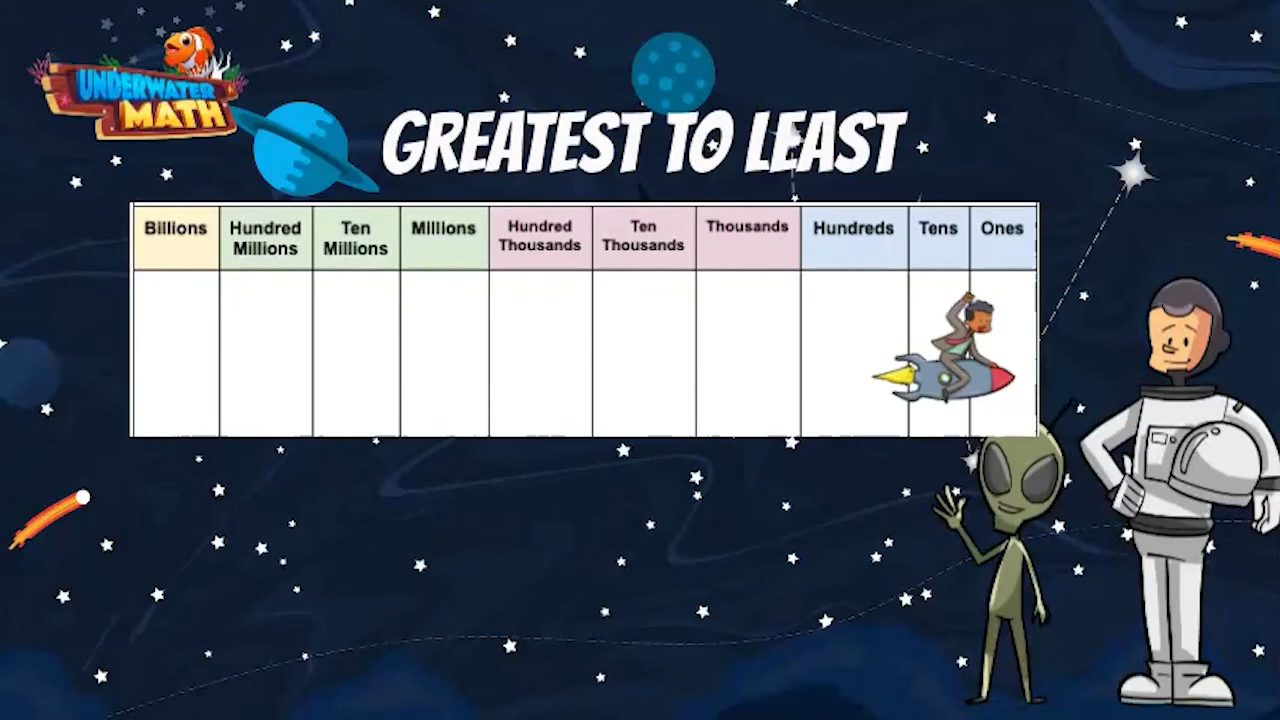 UNDERWATER
MATH
GREATEST TO LEAST
Billions
Hundred
Millions
Ten
Millions
Millions
Hundred
Thousands
Ten
Thousands
Thousands
Hundreds
Tens
Ones